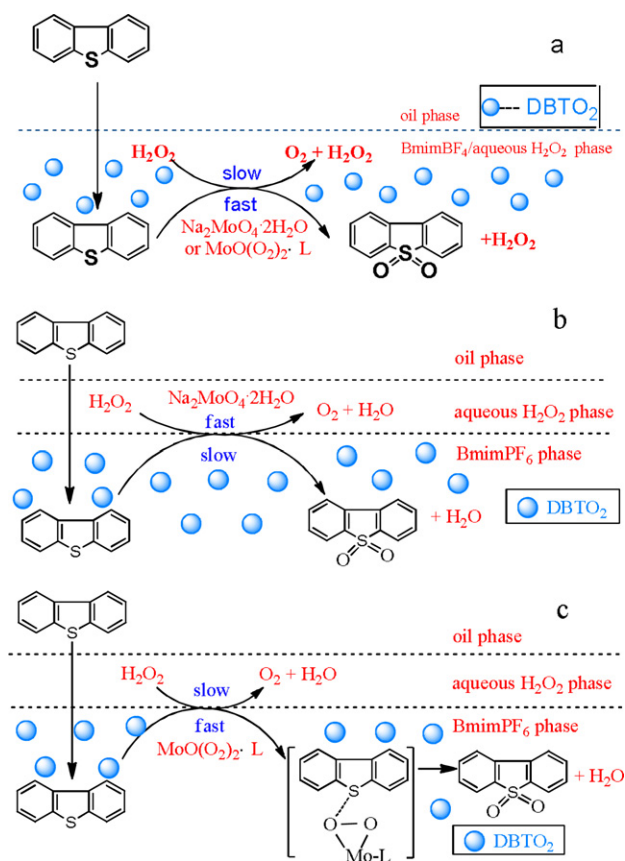 a
S
---- DBTO₂
oil phase
BmimBF₄/aqueous H₂O₂ phase
H₂O₂
O₂ + H₂O₂
slow
fast
Na₂MoO₄·2H₂O
or MoO(O₂)₂· L
S
S
O O
+H₂O₂
b
S
oil phase
H₂O₂
Na₂MoO₄·2H₂O
O₂ + H₂O
aqueous H₂O₂ phase
fast
slow
BmimPF₆ phase
S
S
O O
+ H₂O
DBTO₂
c
S
oil phase
H₂O₂
O₂ + H₂O
aqueous H₂O₂ phase
slow
fast
BmimPF₆ phase
MoO(O₂)₂· L
S
S
O–O
Mo-L
S
O O
+ H₂O
DBTO₂